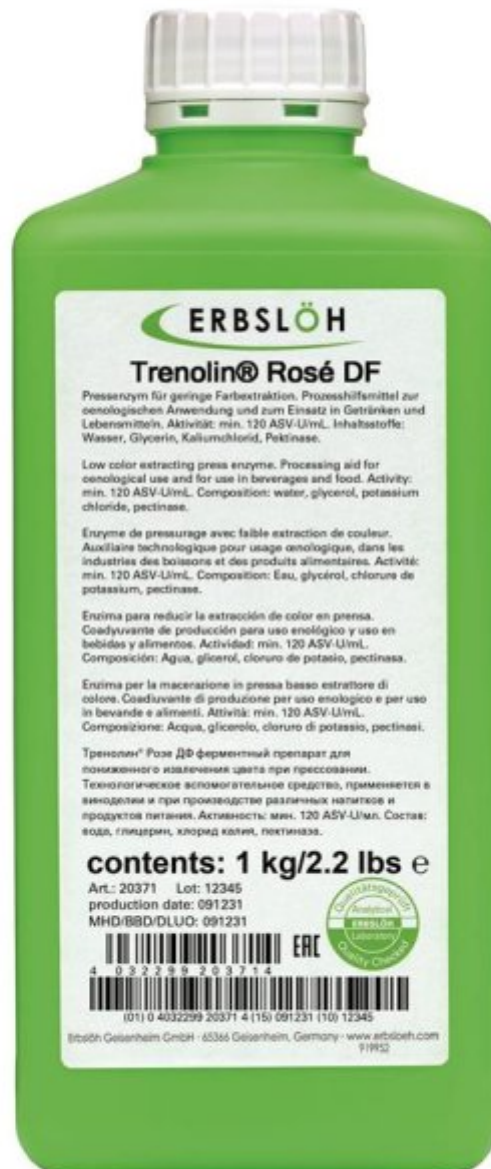 ERBSLÖH
Trenolin® Rosé DF
Pressenzym für geringe Farbextraktion. Prozesshilfsmittel zur
oenologischen Anwendung und zum Einsatz in Getränken und
Lebensmitteln. Aktivität: min. 120 ASV-U/mL. Inhaltsstoffe:
Wasser, Glycerin, Kaliumchlorid, Pektinase.
Low color extracting press enzyme. Processing aid for
oenological use and for use in beverages and food. Activity:
min. 120 ASV-U/mL. Composition: water, glycerol, potassium
chloride, pectinase.
Enzyme de pressurage avec faible extraction de couleur.
Auxiliaire technologique pour usage œnologique, dans les
industries des boissons et des produits alimentaires. Activité:
min. 120 ASV-U/mL. Composition: Eau, glycérol, chlorure de
potassium, pectinase.
Enzima para reducir la extracción de color en prensa.
Coadyuvante de producción para uso enológico y uso en
bebidas y alimentos. Actividad: min. 120 ASV-U/mL.
Composición: Agua, glicerol, cloruro de potasio, pectinasa.
Enzima per la macerazione in pressa basso estrattore di
colore. Coadiuvante di produzione per uso enologico e per uso
in bevande e alimenti. Attività: min. 120 ASV-U/mL.
Composizione: Acqua, glicerolo, cloruro di potassio, pectinasi.
Тренолин® Розе ДФ ферментный препарат для
пониженного извлечения цвета при прессовании.
Технологическое вспомогательное средство, применяется в
виноделии и при производстве различных напитков и
продуктов питания. Активность: мин. 120 ASV-U/мл. Состав:
вода, глицерин, хлорид калия, пектиназа.
contents: 1 kg/2.2 lbs ℮
Art.: 20371 Lot: 12345
production date: 091231
MHD/BBD/DLUO: 091231
EAC
Qualitätsgeprüft
Analytical
ERBSLÖH
Laboratory
Quality Checked
4 032299 203714
(01) 0 4032299 20371 4 (15) 091231 (10) 12345
Erbslöh Geisenheim GmbH · 65366 Geisenheim, Germany · www.erbsloeh.com
919952